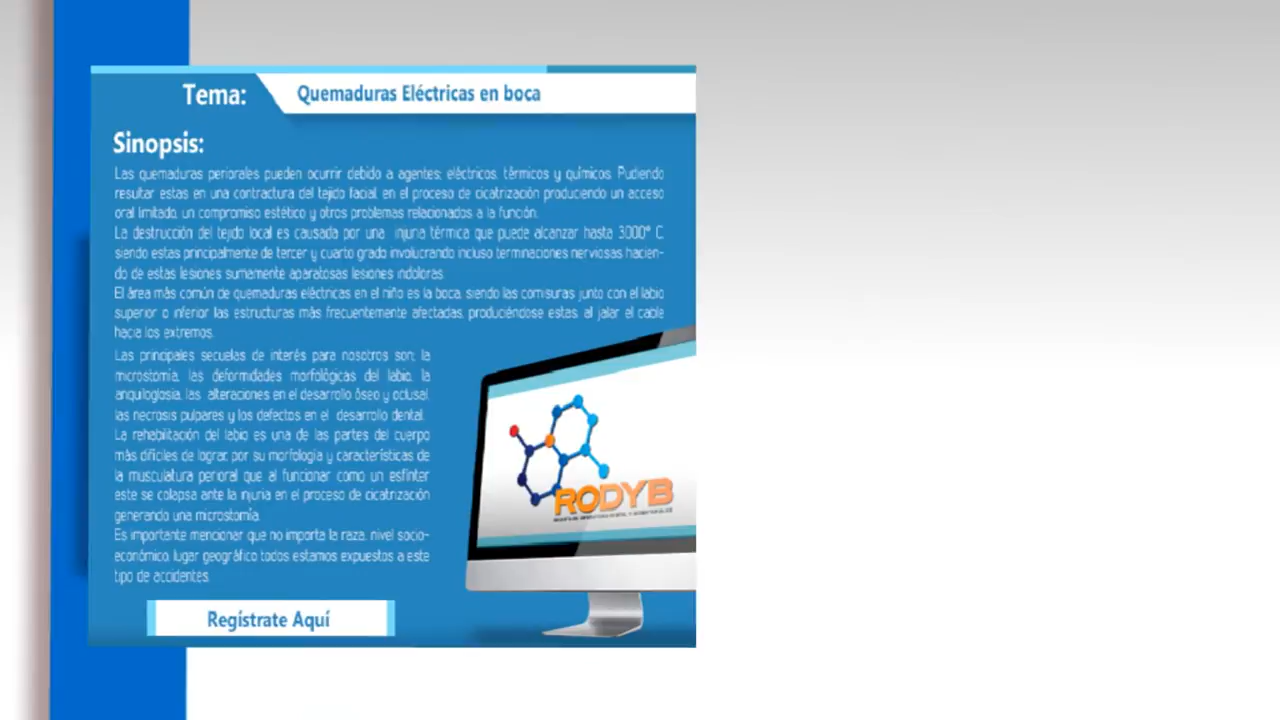 Tema:
Quemaduras Eléctricas en boca
Sinopsis:
Las quemaduras periorales pueden ocurrir debido a agentes: eléctricos, térmicos y químicos. Pudiendo
resultar estas en una contractura del tejido facial, en el proceso de cicatrización produciendo un acceso
oral limitado, un compromiso estético y otros problemas relacionados a la función.
La destrucción del tejido local es causada por una injuria térmica que puede alcanzar hasta 3000° C,
siendo estas principalmente de tercer y cuarto grado involucrando incluso terminaciones nerviosas hacien-
do de estas lesiones sumamente aparatosas lesiones indoloras.
El área más común de quemaduras eléctricas en el niño es la boca, siendo las comisuras junto con el labio
superior o inferior las estructuras más frecuentemente afectadas, produciéndose estas, al jalar el cable
hacia los extremos.
Las principales secuelas de interés para nosotros son; la
microstomía, las deformidades morfológicas del labio, la
anquiloglosia, las alteraciones en el desarrollo óseo y oclusal,
las necrosis pulpares y los defectos en el desarrollo dental.
La rehabilitación del labio es una de las partes del cuerpo
más difíciles de lograr, por su morfología y características de
la musculatura perioral que al funcionar como un esfínter
este se colapsa ante la injuria en el proceso de cicatrización
generando una microstomía.
Es importante mencionar que no importa la raza, nivel socio-
económico, lugar geográfico todos estamos expuestos a este
tipo de accidentes.
RODYB
Regístrate Aquí